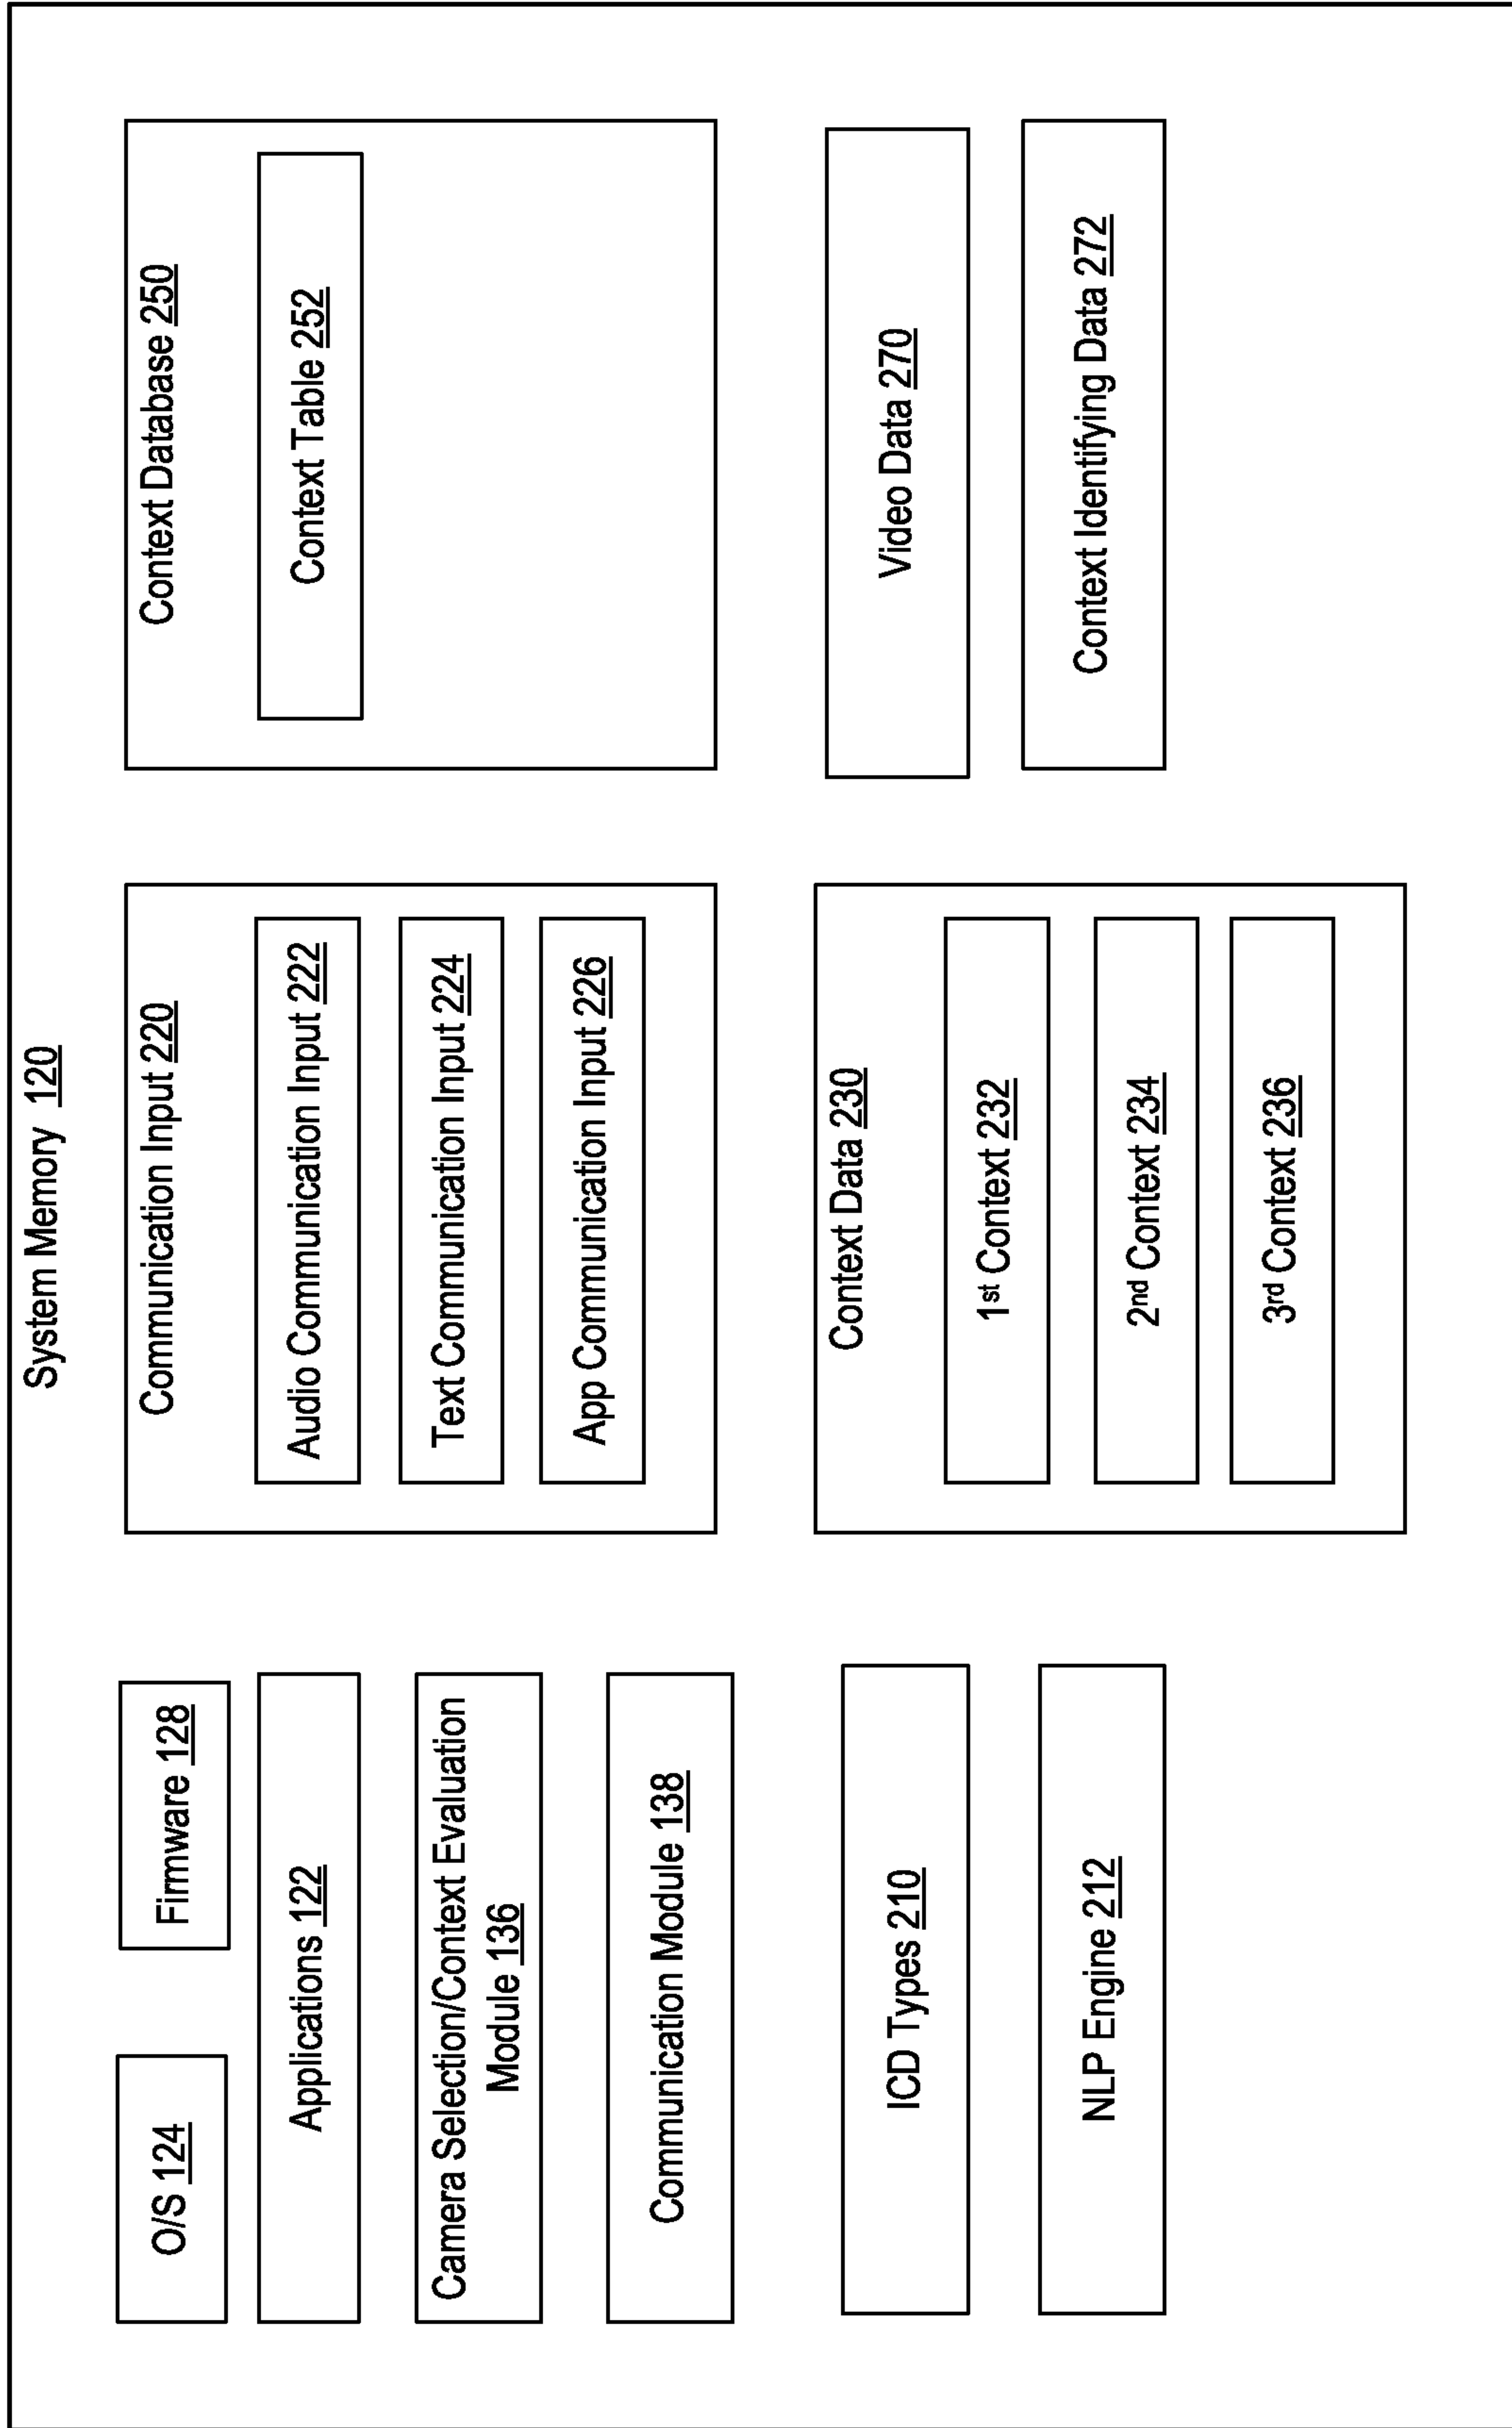 System Memory 120
O/S 124
Firmware 128
Applications 122
Camera Selection/Context Evaluation
Module 136
Communication Module 138
ICD Types 210
NLP Engine 212
Communication Input 220
Audio Communication Input 222
Text Communication Input 224
App Communication Input 226
Context Data 230
1st Context 232
2nd Context 234
3rd Context 236
Context Database 250
Context Table 252
Video Data 270
Context Identifying Data 272